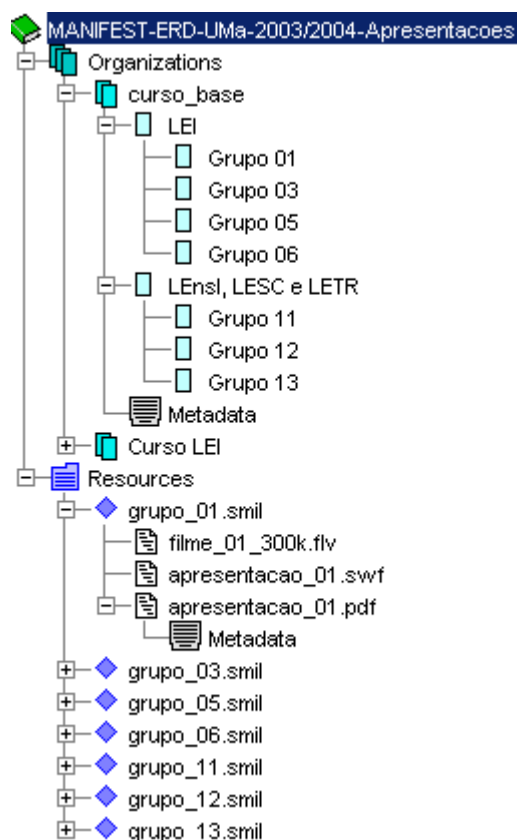 MANIFEST-ERD-UMa-2003/2004-Apresentacoes
Organizations
curso_base
LEI
Grupo 01
Grupo 03
Grupo 05
Grupo 06
LEnsI, LESC e LETR
Grupo 11
Grupo 12
Grupo 13
Metadata
Curso LEI
Resources
grupo_01.smil
filme_01_300k.flv
apresentacao_01.swf
apresentacao_01.pdf
Metadata
grupo_03.smil
grupo_05.smil
grupo_06.smil
grupo_11.smil
grupo_12.smil
grupo_13.smil